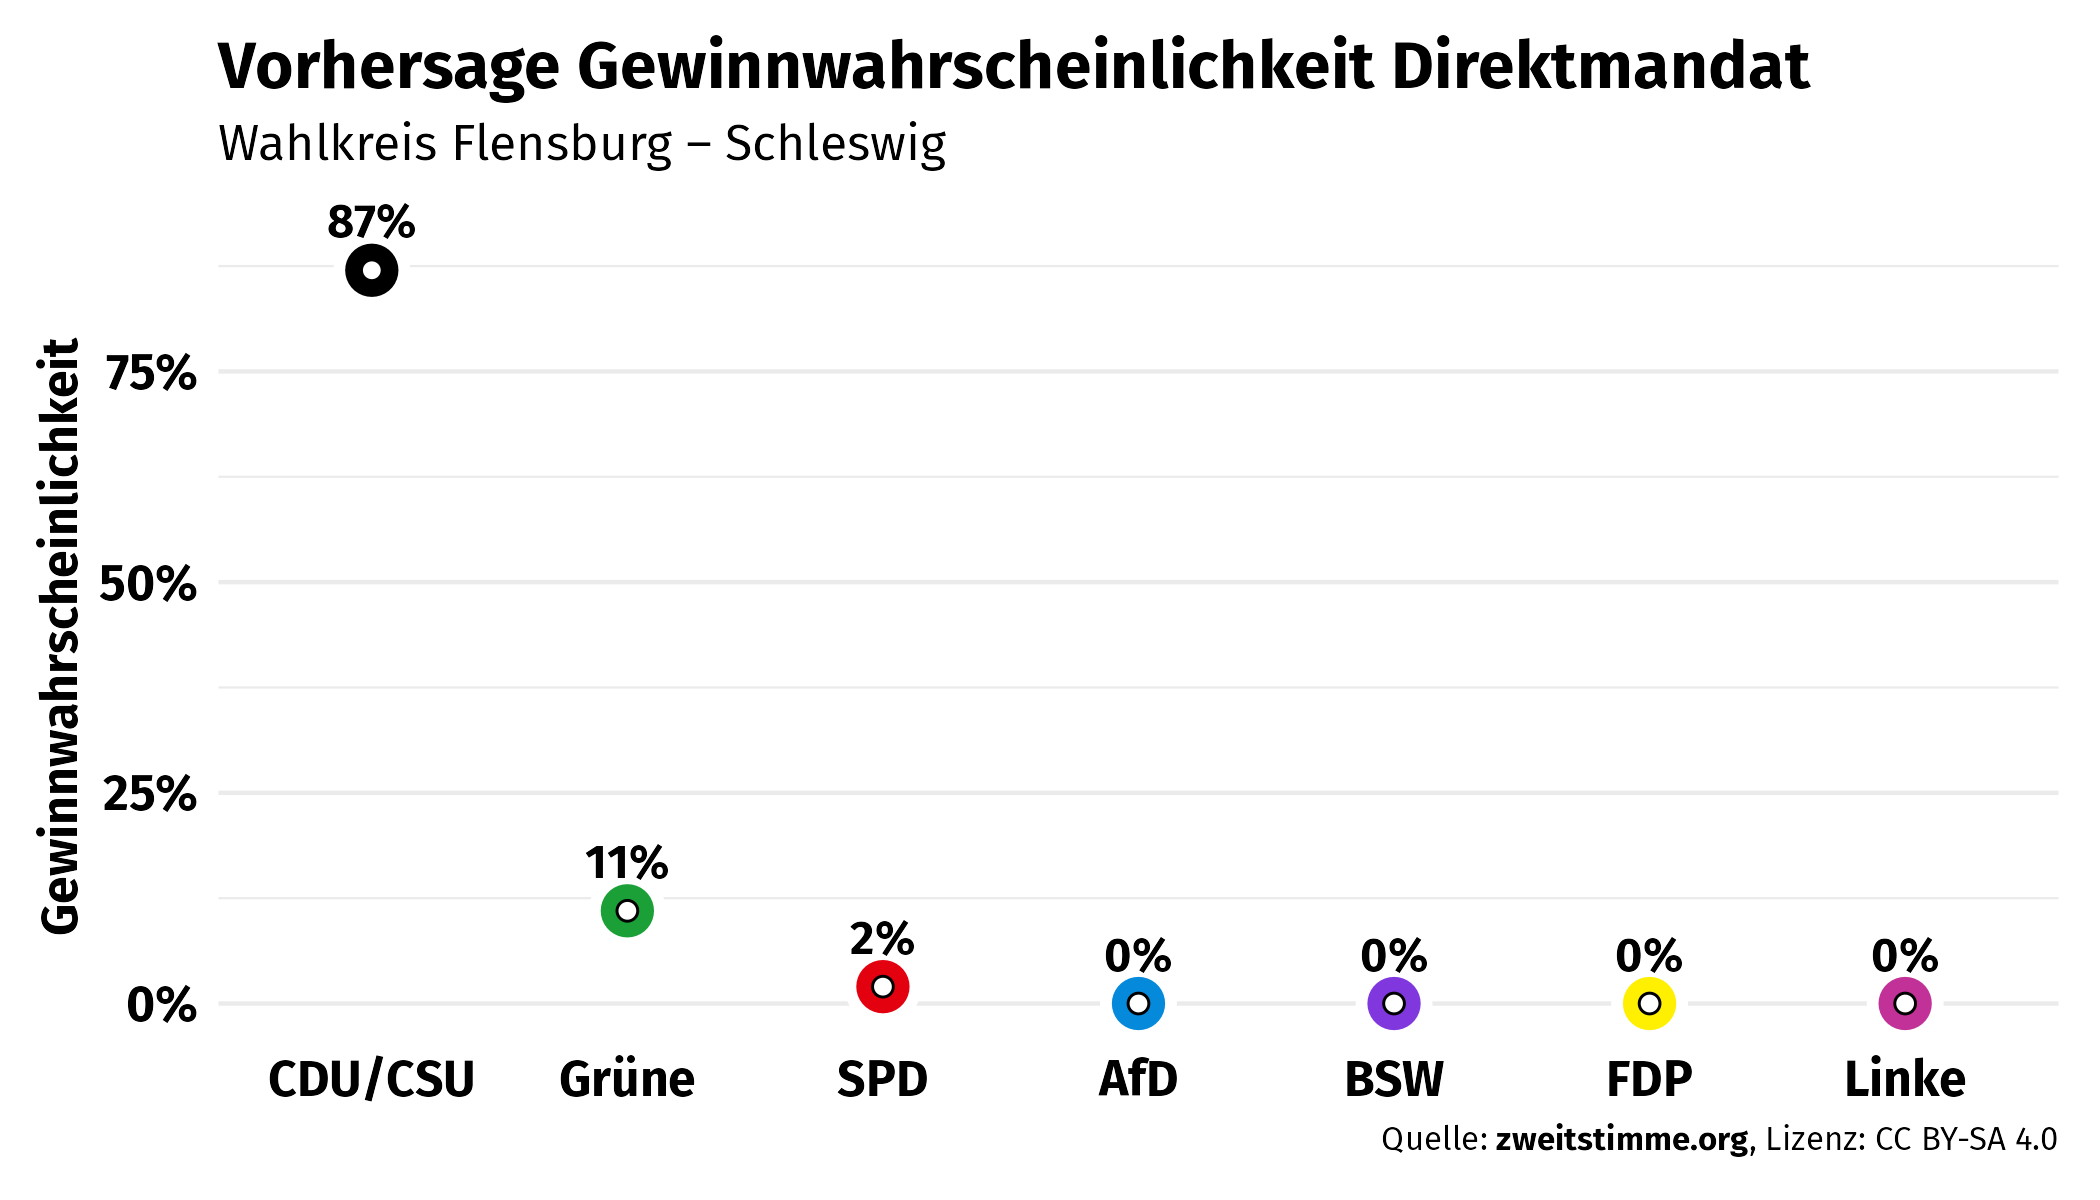 Vorhersage Gewinnwahrscheinlichkeit Direktmandat
Wahlkreis Flensburg – Schleswig
Gewinnwahrscheinlichkeit
75%
50%
25%
0%
87%
11%
2%
0%
0%
0%
0%
CDU/CSU
Grüne
SPD
AfD
BSW
FDP
Linke
Quelle: zweitstimme.org, Lizenz: CC BY-SA 4.0